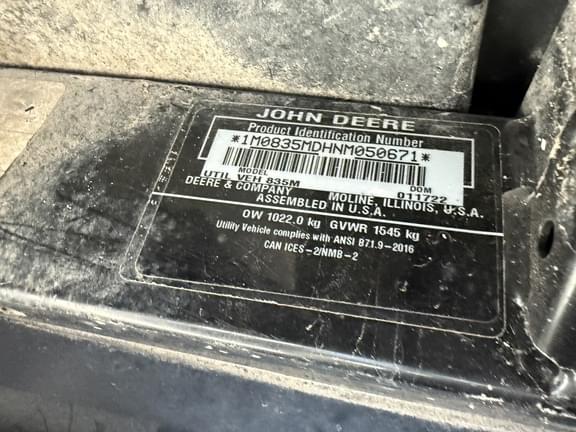 JOHN DEERE
Product Identification Number
*1M0835MDHNM050671*
MODEL DOM
UTIL VEH 835M 011722
DEERE & COMPANY MOLINE, ILLINOIS, U.S.A.
ASSEMBLED IN U.S.A.
OW 1022.0 kg GVWR 1545 kg
Utility Vehicle complies with ANSI B71.9-2016
CAN ICES-2/NMB-2